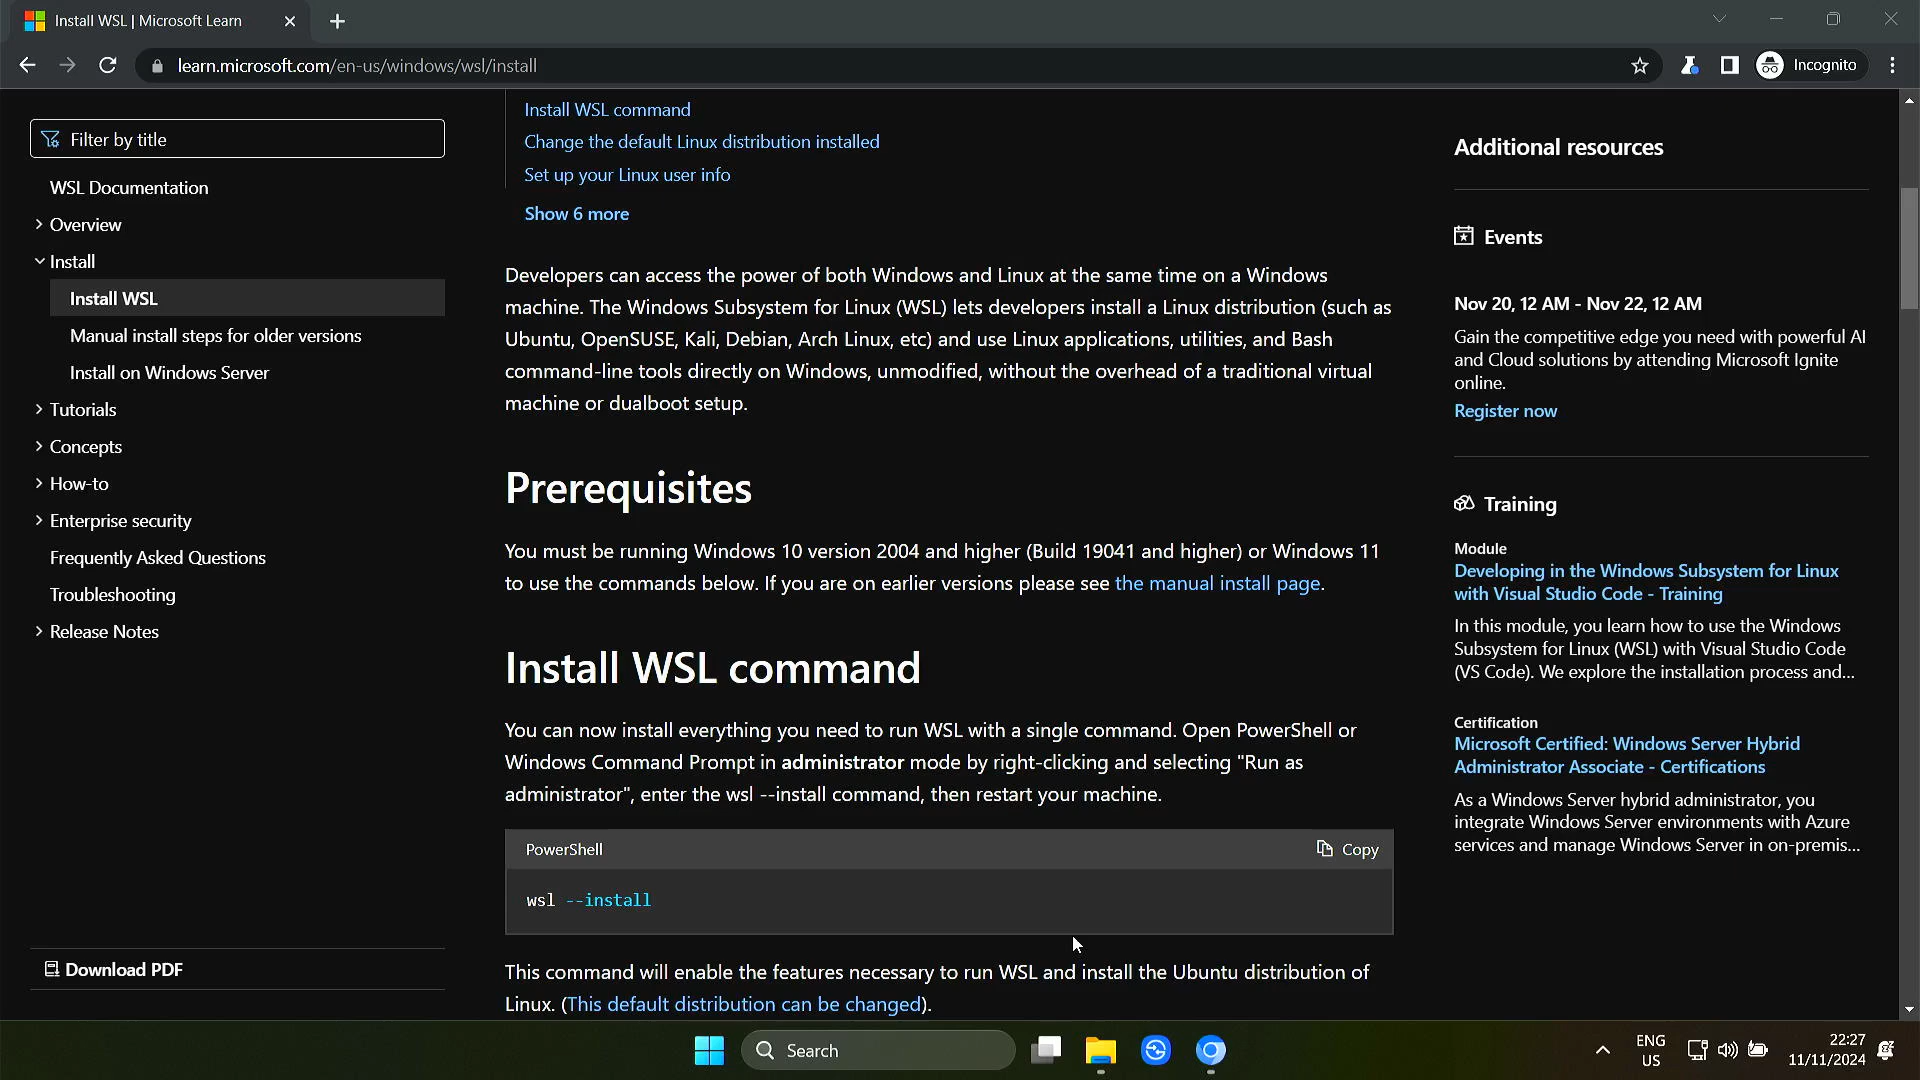 Install WSL | Microsoft Learn
learn.microsoft.com/en-us/windows/wsl/install
Incognito
Filter by title
WSL Documentation
Overview
Install
Install WSL
Manual install steps for older versions
Install on Windows Server
Tutorials
Concepts
How-to
Enterprise security
Frequently Asked Questions
Troubleshooting
Release Notes
Download PDF
Install WSL command
Change the default Linux distribution installed
Set up your Linux user info
Show 6 more
Developers can access the power of both Windows and Linux at the same time on a Windows
machine. The Windows Subsystem for Linux (WSL) lets developers install a Linux distribution (such as
Ubuntu, OpenSUSE, Kali, Debian, Arch Linux, etc) and use Linux applications, utilities, and Bash
command-line tools directly on Windows, unmodified, without the overhead of a traditional virtual
machine or dualboot setup.
Prerequisites
You must be running Windows 10 version 2004 and higher (Build 19041 and higher) or Windows 11
to use the commands below. If you are on earlier versions please see the manual install page.
Install WSL command
You can now install everything you need to run WSL with a single command. Open PowerShell or
Windows Command Prompt in administrator mode by right-clicking and selecting "Run as
administrator", enter the wsl --install command, then restart your machine.
PowerShell
Copy
wsl --install
This command will enable the features necessary to run WSL and install the Ubuntu distribution of
Linux. (This default distribution can be changed).
Additional resources
Events
Nov 20, 12 AM - Nov 22, 12 AM
Gain the competitive edge you need with powerful AI
and Cloud solutions by attending Microsoft Ignite
online.
Register now
Training
Module
Developing in the Windows Subsystem for Linux
with Visual Studio Code - Training
In this module, you learn how to use the Windows
Subsystem for Linux (WSL) with Visual Studio Code
(VS Code). We explore the installation process and...
Certification
Microsoft Certified: Windows Server Hybrid
Administrator Associate - Certifications
As a Windows Server hybrid administrator, you
integrate Windows Server environments with Azure
services and manage Windows Server in on-premis...
Search
ENG
US
22:27
11/11/2024